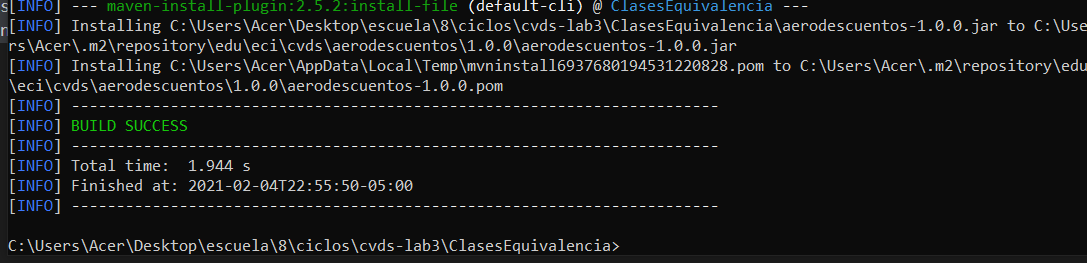 [INFO] --- maven-install-plugin:2.5.2:install-file (default-cli) @ ClasesEquivalencia ---
[INFO] Installing C:\Users\Acer\Desktop\escuela\8\ciclos\cvds-lab3\ClasesEquivalencia\aerodescuentos-1.0.0.jar to C:\Use
rs\Acer\.m2\repository\edu\eci\cvds\aerodescuentos\1.0.0\aerodescuentos-1.0.0.jar
[INFO] Installing C:\Users\Acer\AppData\Local\Temp\mvninstall6937680194531220828.pom to C:\Users\Acer\.m2\repository\edu
\eci\cvds\aerodescuentos\1.0.0\aerodescuentos-1.0.0.pom
[INFO] ------------------------------------------------------------------------
[INFO] BUILD SUCCESS
[INFO] ------------------------------------------------------------------------
[INFO] Total time:  1.944 s
[INFO] Finished at: 2021-02-04T22:55:50-05:00
[INFO] ------------------------------------------------------------------------
C:\Users\Acer\Desktop\escuela\8\ciclos\cvds-lab3\ClasesEquivalencia>